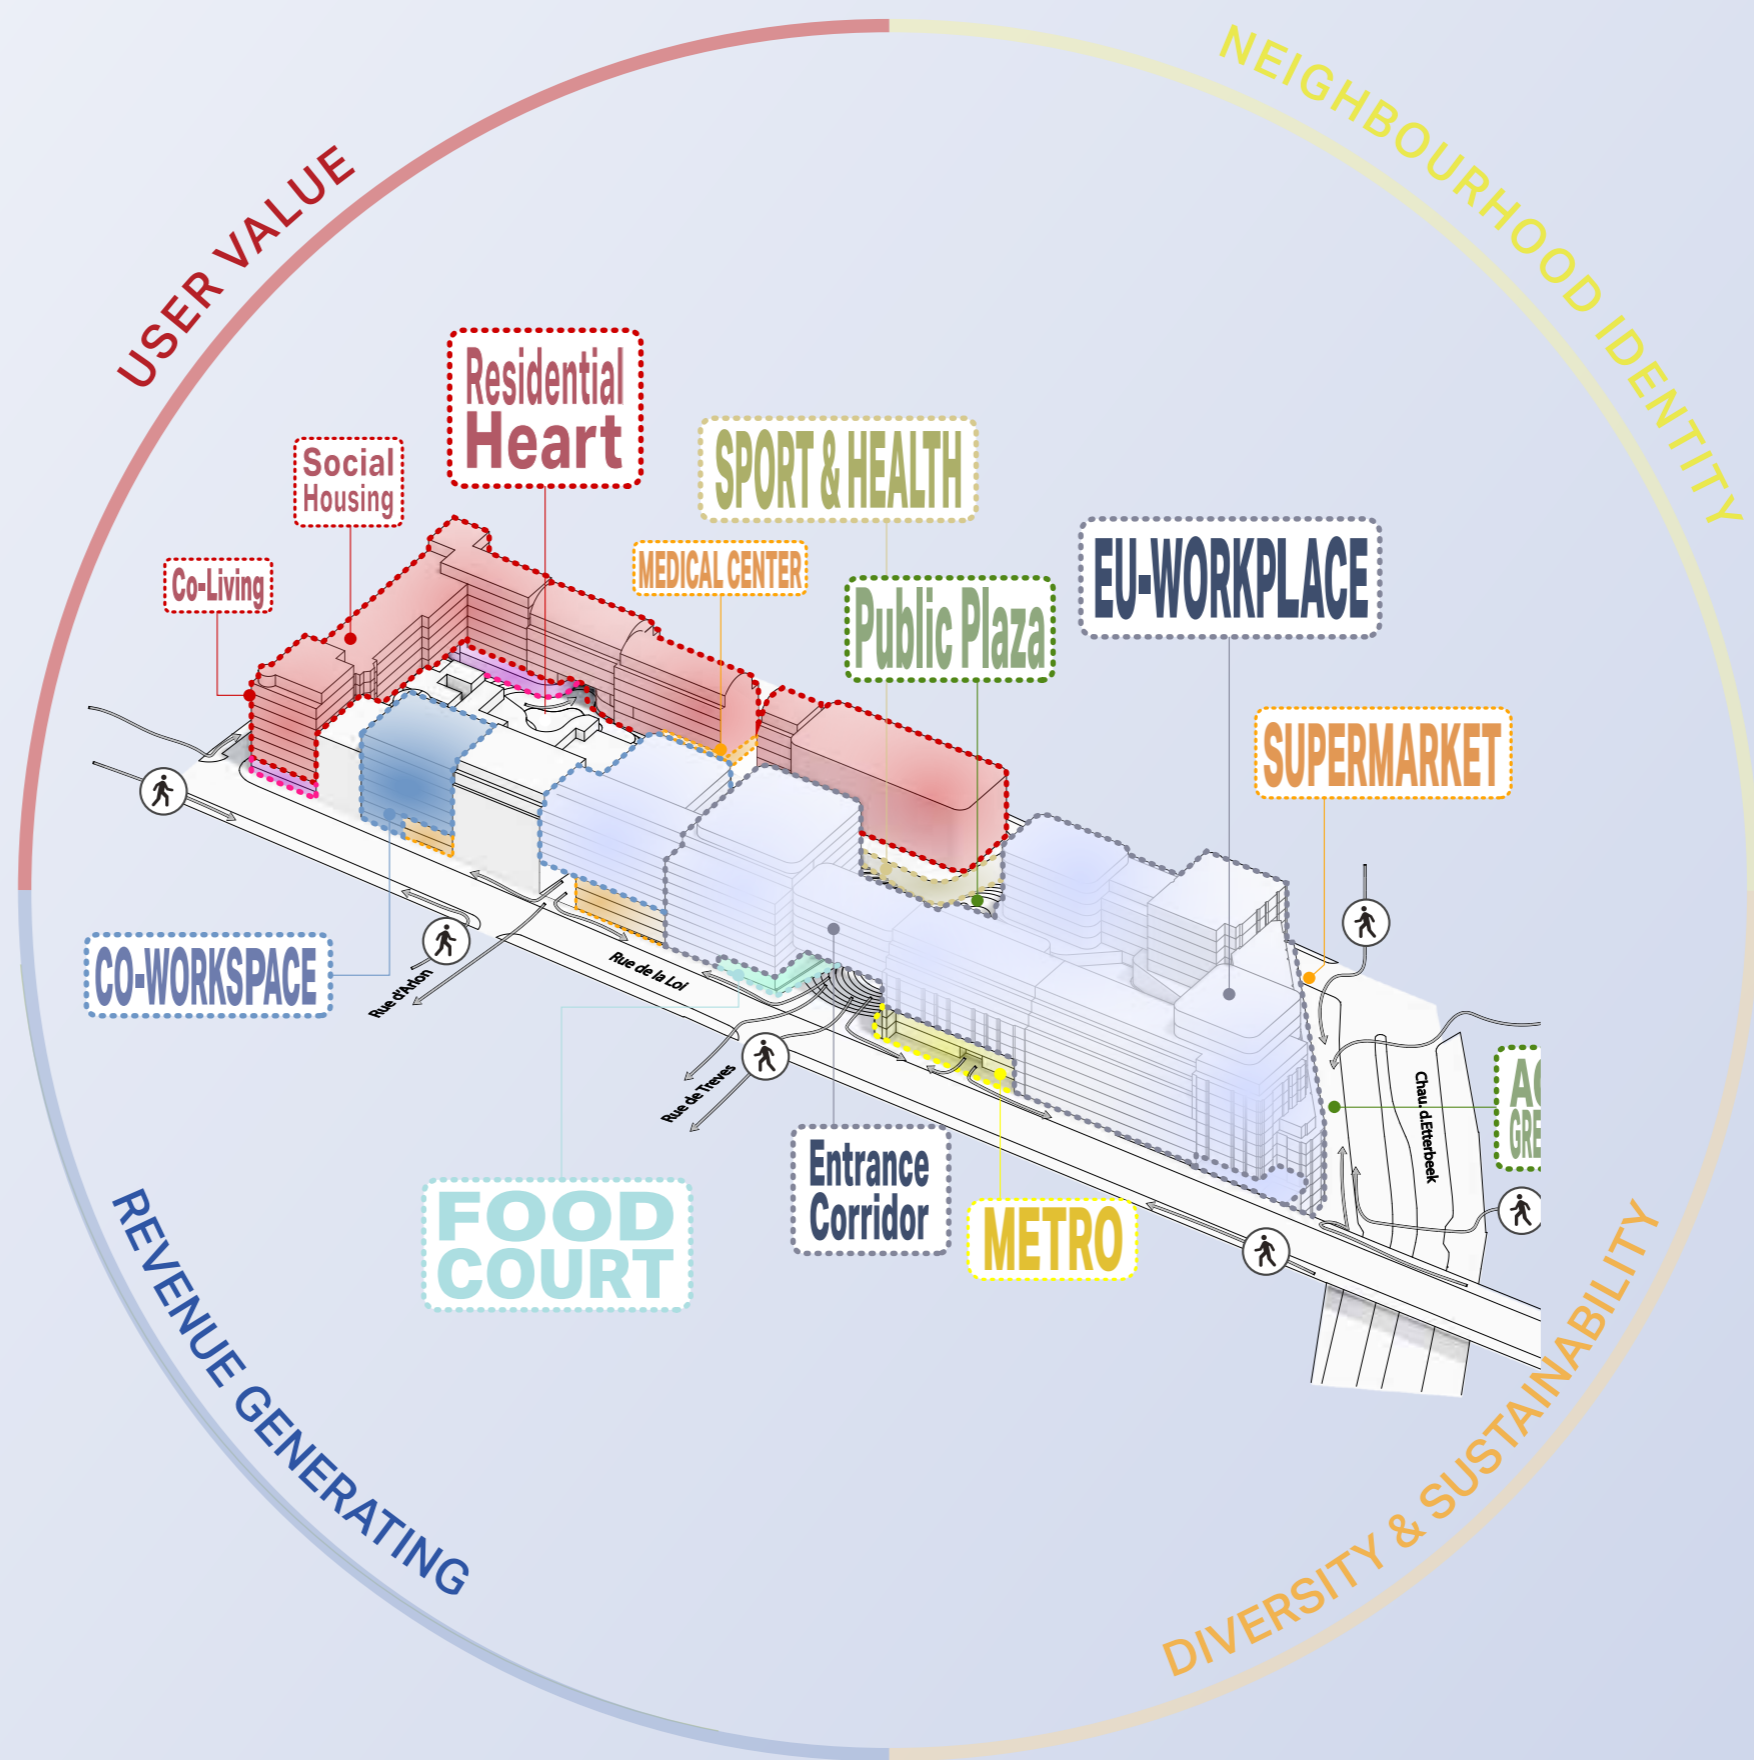 NEIGHBOURHOOD IDENTITY
USER VALUE
Residential
Heart
Social
Housing
SPORT & HEALTH
EU-WORKPLACE
MEDICAL CENTER
Co-Living
Public Plaza
SUPERMARKET
CO-WORKSPACE
Rue d'Arlon
Rue de la Loi
Rue de Treves
Chau. d.Etterbeek
Entrance
Corridor
FOOD
COURT
METRO
REVENUE GENERATING
DIVERSITY & SUSTAINABILITY